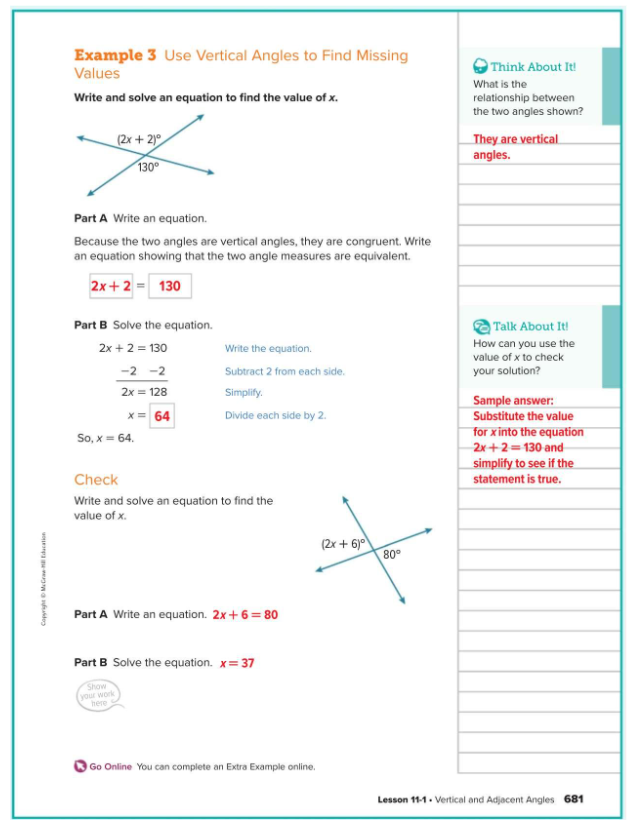 Example 3 Use Vertical Angles to Find Missing
Values
Write and solve an equation to find the value of x.
(2x + 2)°
130°
Part A Write an equation.
Because the two angles are vertical angles, they are congruent. Write
an equation showing that the two angle measures are equivalent.
2x + 2 = 130
Part B Solve the equation.
2x + 2 = 130 Write the equation.
−2 −2 Subtract 2 from each side.
2x = 128 Simplify.
x = 64 Divide each side by 2.
So, x = 64.
Check
Write and solve an equation to find the
value of x.
(2x + 6)°
80°
Part A Write an equation. 2x + 6 = 80
Part B Solve the equation. x = 37
Show
your work
here
Go Online You can complete an Extra Example online.
Think About It!
What is the
relationship between
the two angles shown?
They are vertical
angles.
Talk About It!
How can you use the
value of x to check
your solution?
Sample answer:
Substitute the value
for x into the equation
2x + 2 = 130 and
simplify to see if the
statement is true.
Copyright © McGraw-Hill Education
Lesson 11-1 • Vertical and Adjacent Angles 681